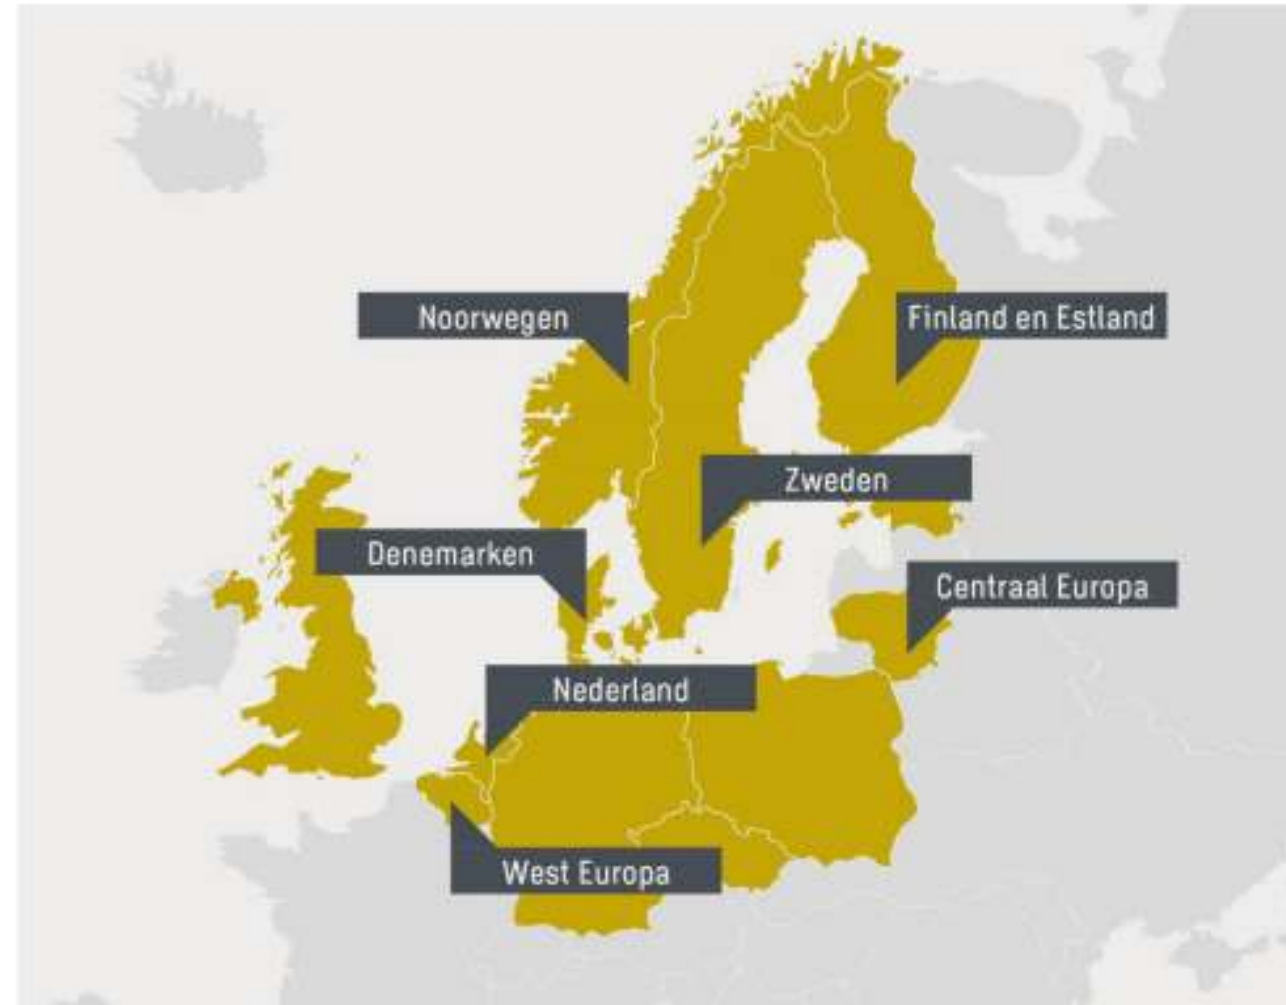 Noorwegen
Finland en Estland
Zweden
Denemarken
Centraal Europa
Nederland
West Europa